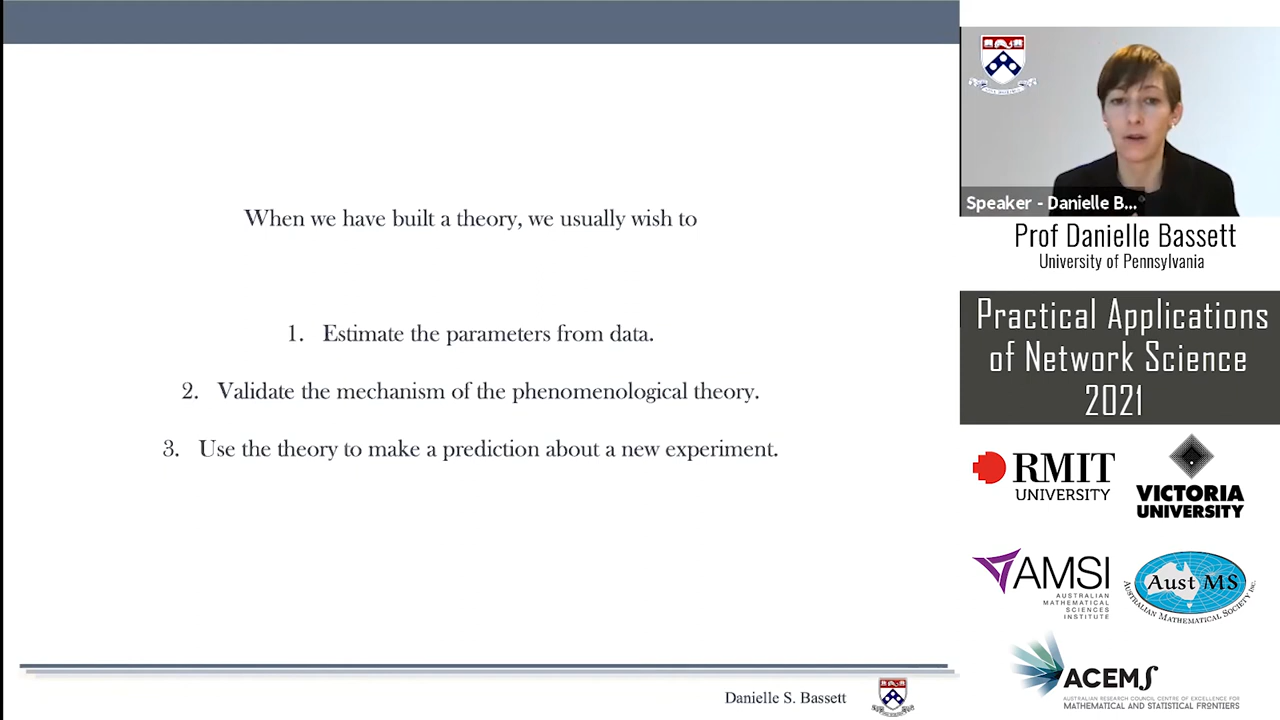 When we have built a theory, we usually wish to
1. Estimate the parameters from data.
2. Validate the mechanism of the phenomenological theory.
3. Use the theory to make a prediction about a new experiment.
Danielle S. Bassett
Speaker - Danielle B...
Prof Danielle Bassett
University of Pennsylvania
Practical Applications
of Network Science
2021
RMIT
UNIVERSITY
VICTORIA
UNIVERSITY
AMSI
AUSTRALIAN
MATHEMATICAL
SCIENCES
INSTITUTE
Aust MS
AUSTRALIAN MATHEMATICAL SOCIETY INC.
ACEMS
AUSTRALIAN RESEARCH COUNCIL CENTRE OF EXCELLENCE FOR
MATHEMATICAL AND STATISTICAL FRONTIERS